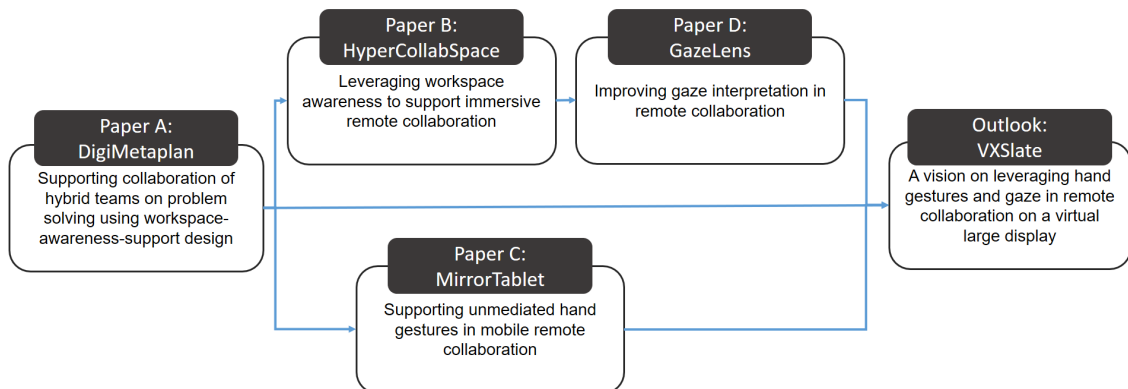 Paper A:
DigiMetaplan
Supporting collaboration of
hybrid teams on problem
solving using workspace-
awareness-support design
Paper B:
HyperCollabSpace
Leveraging workspace
awareness to support immersive
remote collaboration
Paper D:
GazeLens
Improving gaze interpretation in
remote collaboration
Paper C:
MirrorTablet
Supporting unmediated hand
gestures in mobile remote
collaboration
Outlook:
VXSlate
A vision on leveraging hand
gestures and gaze in remote
collaboration on a virtual
large display